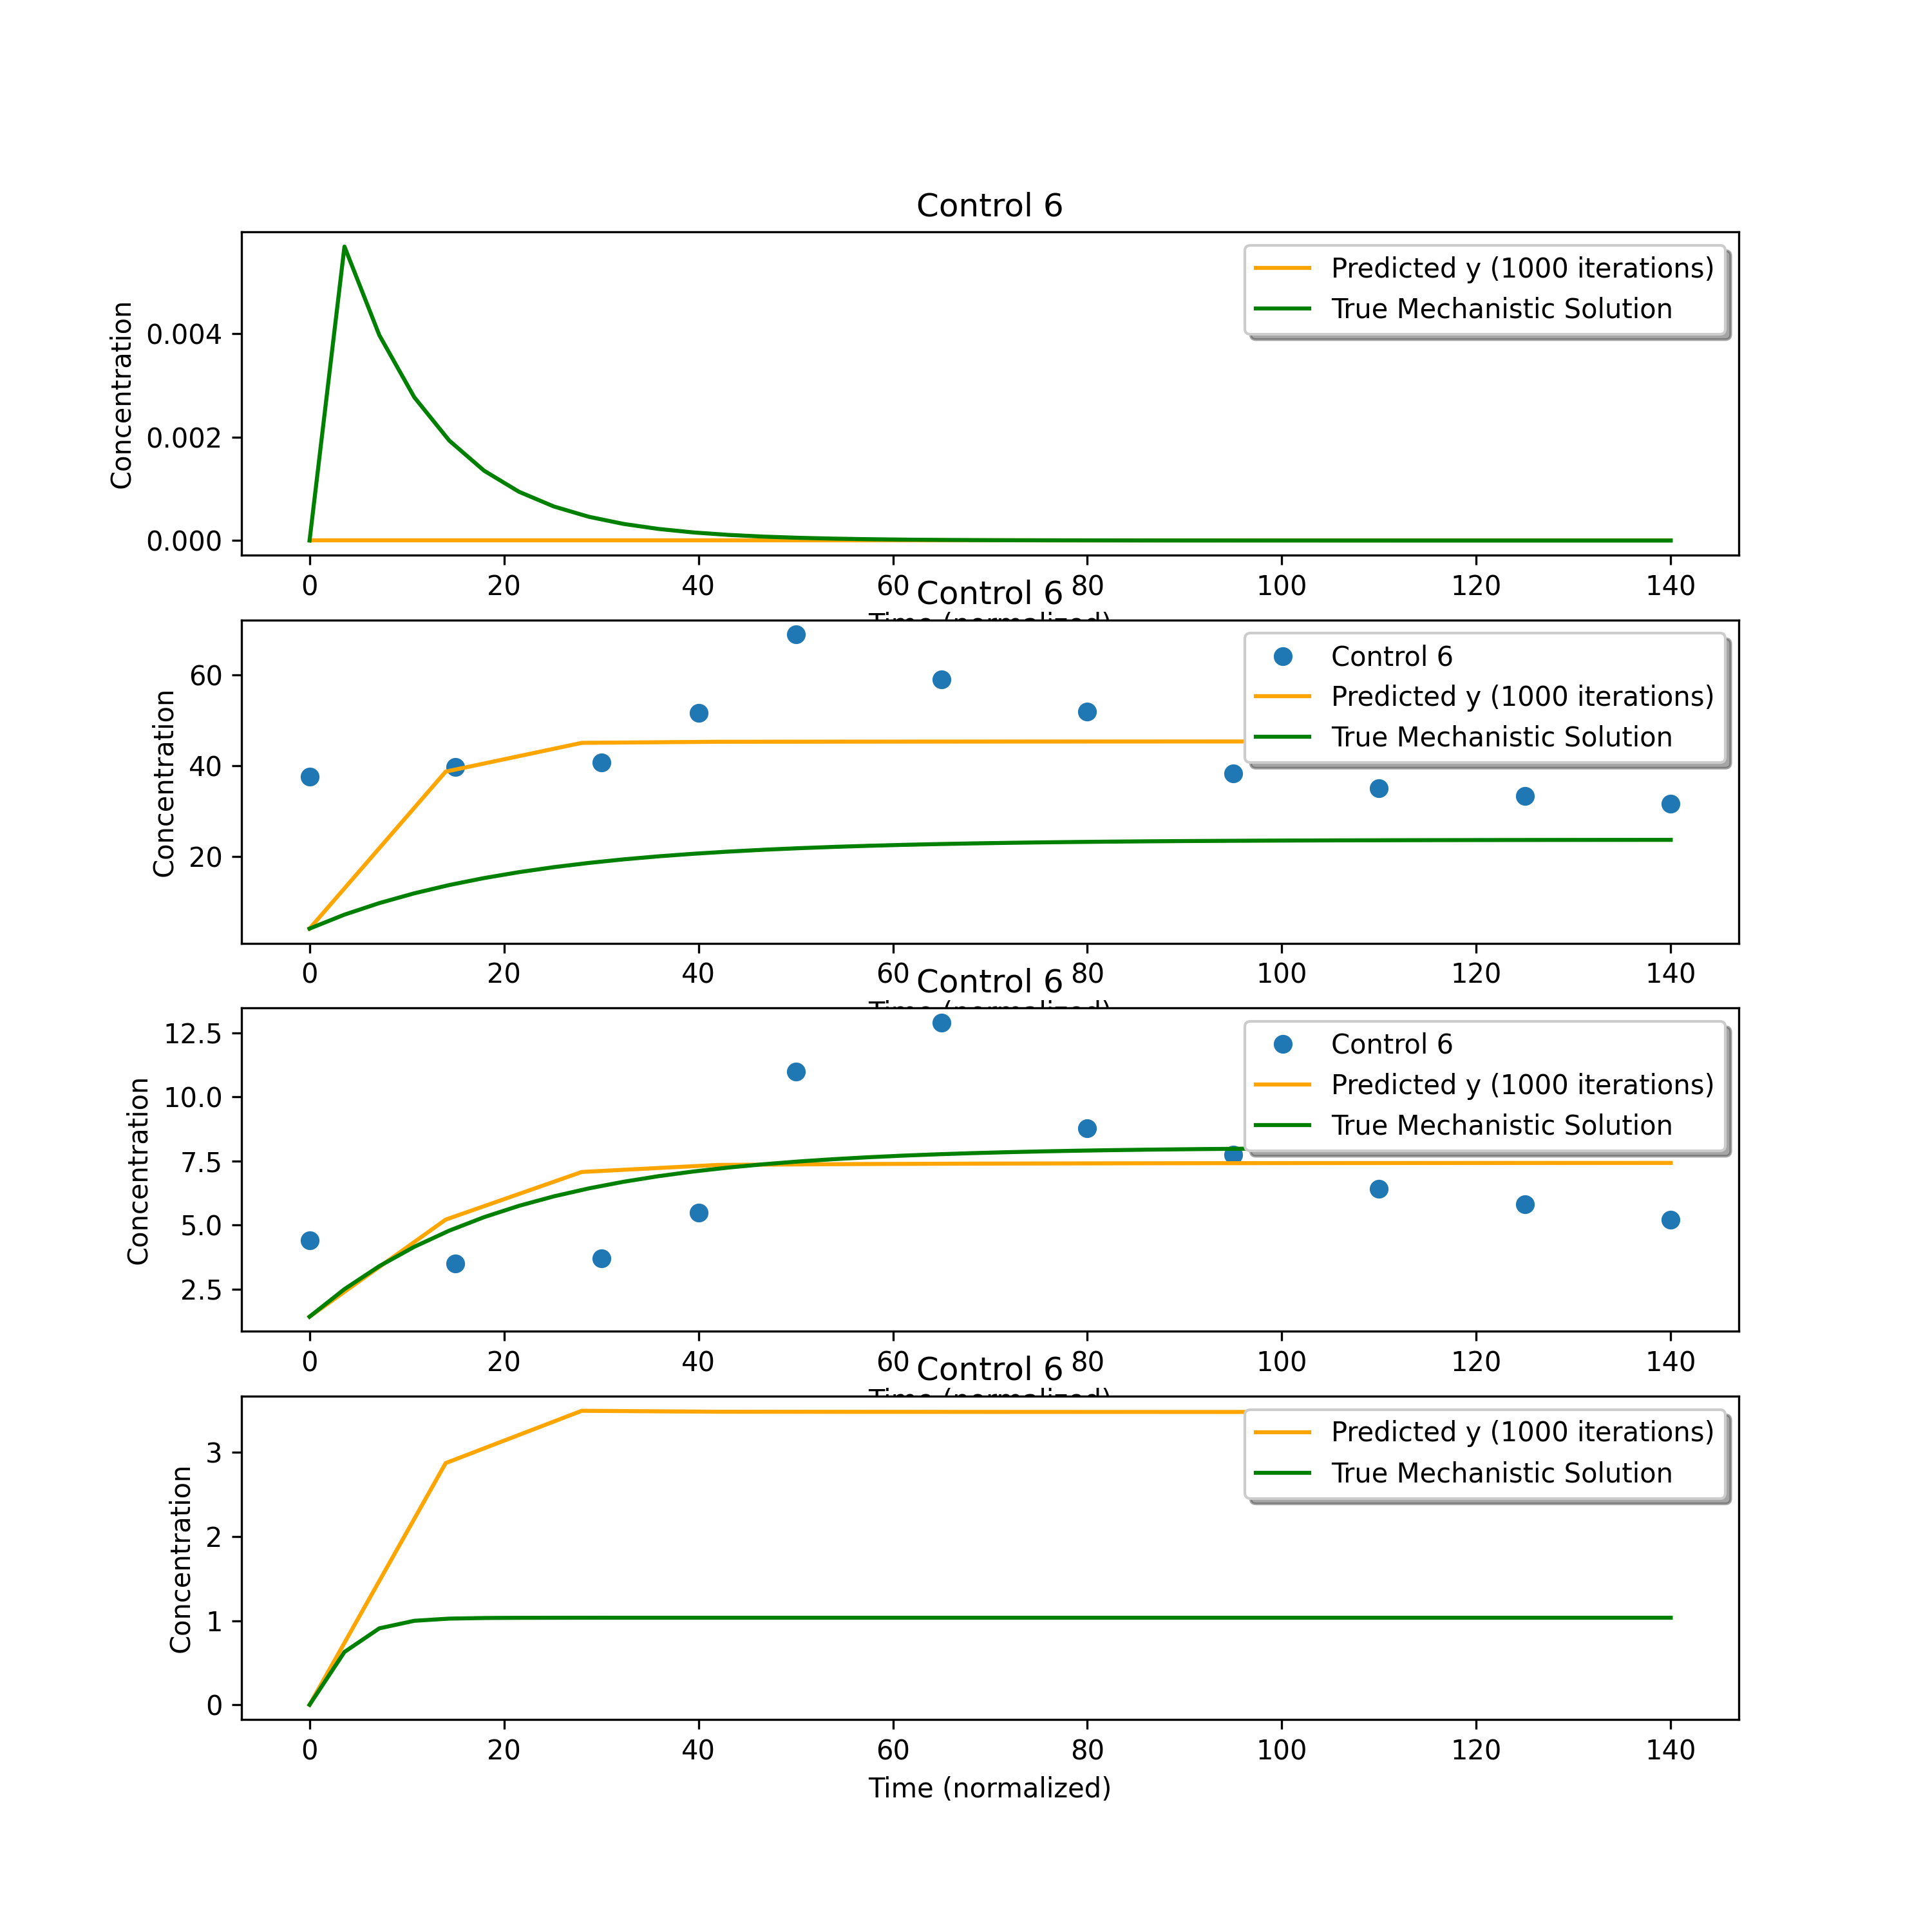 Control 6
Predicted y (1000 iterations)
True Mechanistic Solution
Concentration
0.004
0.002
0.000
0 20 40 60 80 100 120 140
Time (normalized)
Control 6
Control 6
Predicted y (1000 iterations)
True Mechanistic Solution
Concentration
60
40
20
0 20 40 60 80 100 120 140
Time (normalized)
Control 6
Control 6
Predicted y (1000 iterations)
True Mechanistic Solution
Concentration
12.5
10.0
7.5
5.0
2.5
0 20 40 60 80 100 120 140
Time (normalized)
Control 6
Predicted y (1000 iterations)
True Mechanistic Solution
Concentration
3
2
1
0
0 20 40 60 80 100 120 140
Time (normalized)